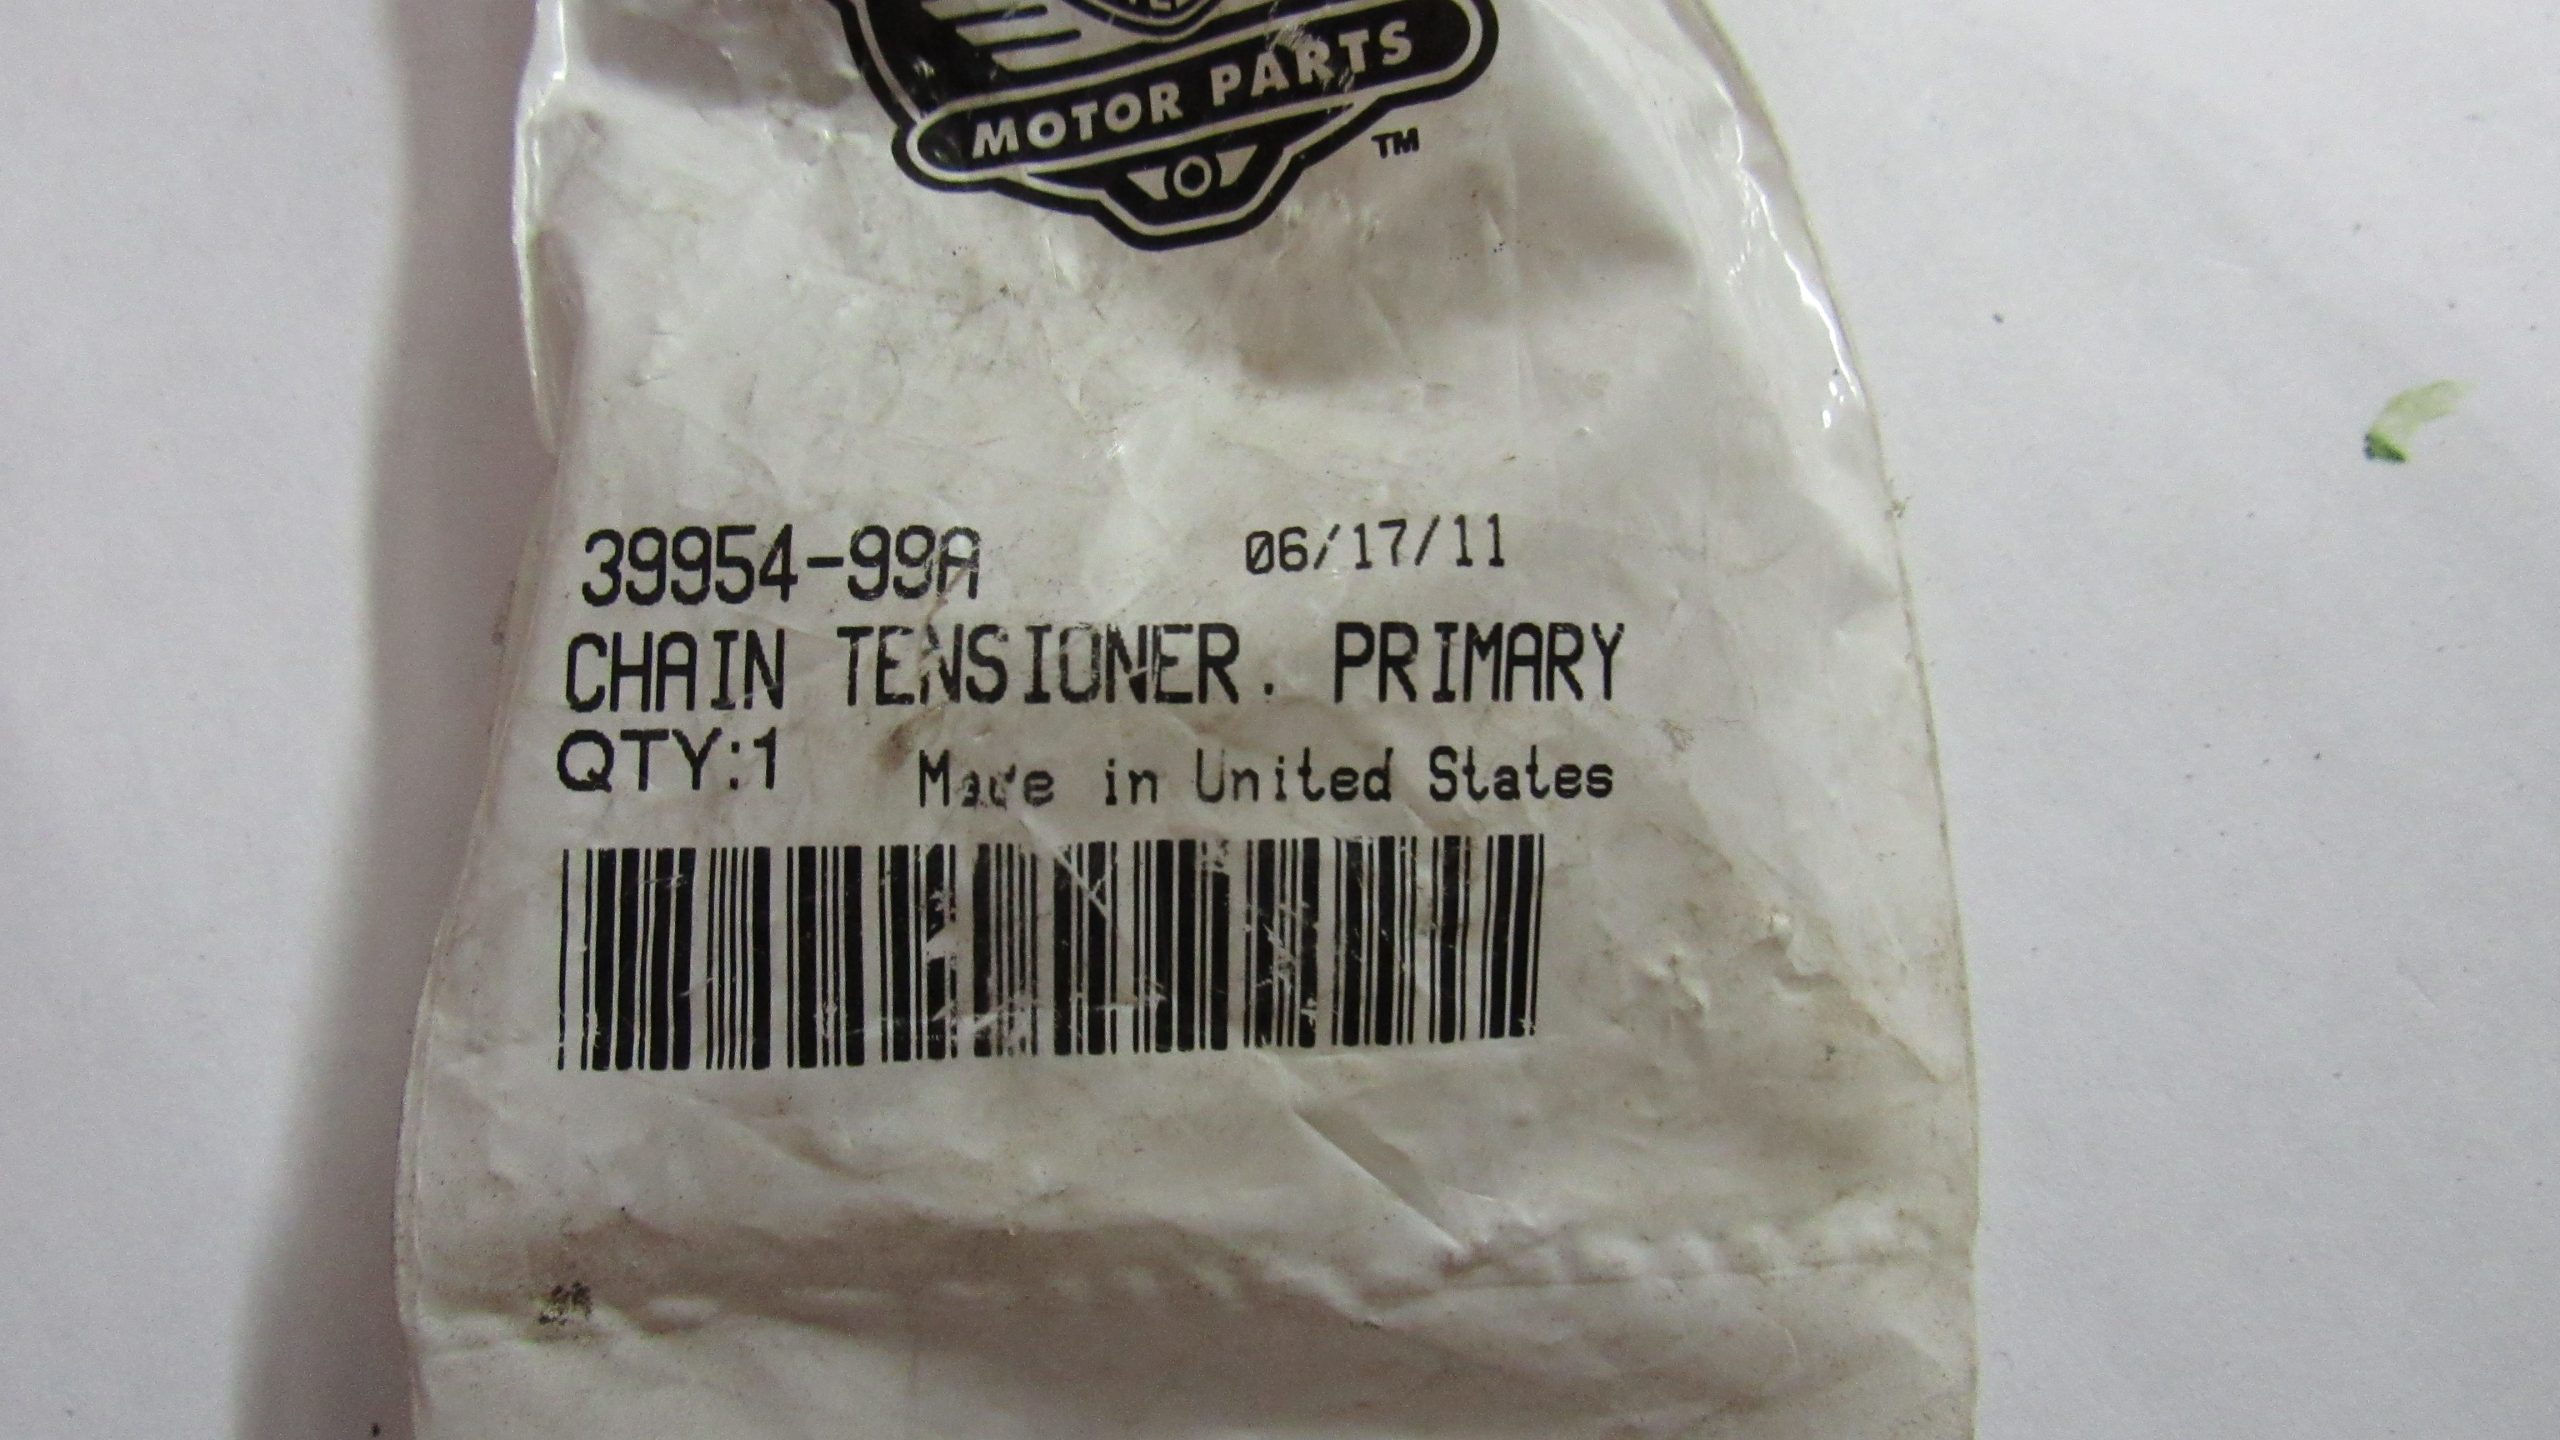 MOTOR PARTS
TM
39954-99A 06/17/11
CHAIN TENSIONER. PRIMARY
QTY:1 Made in United States